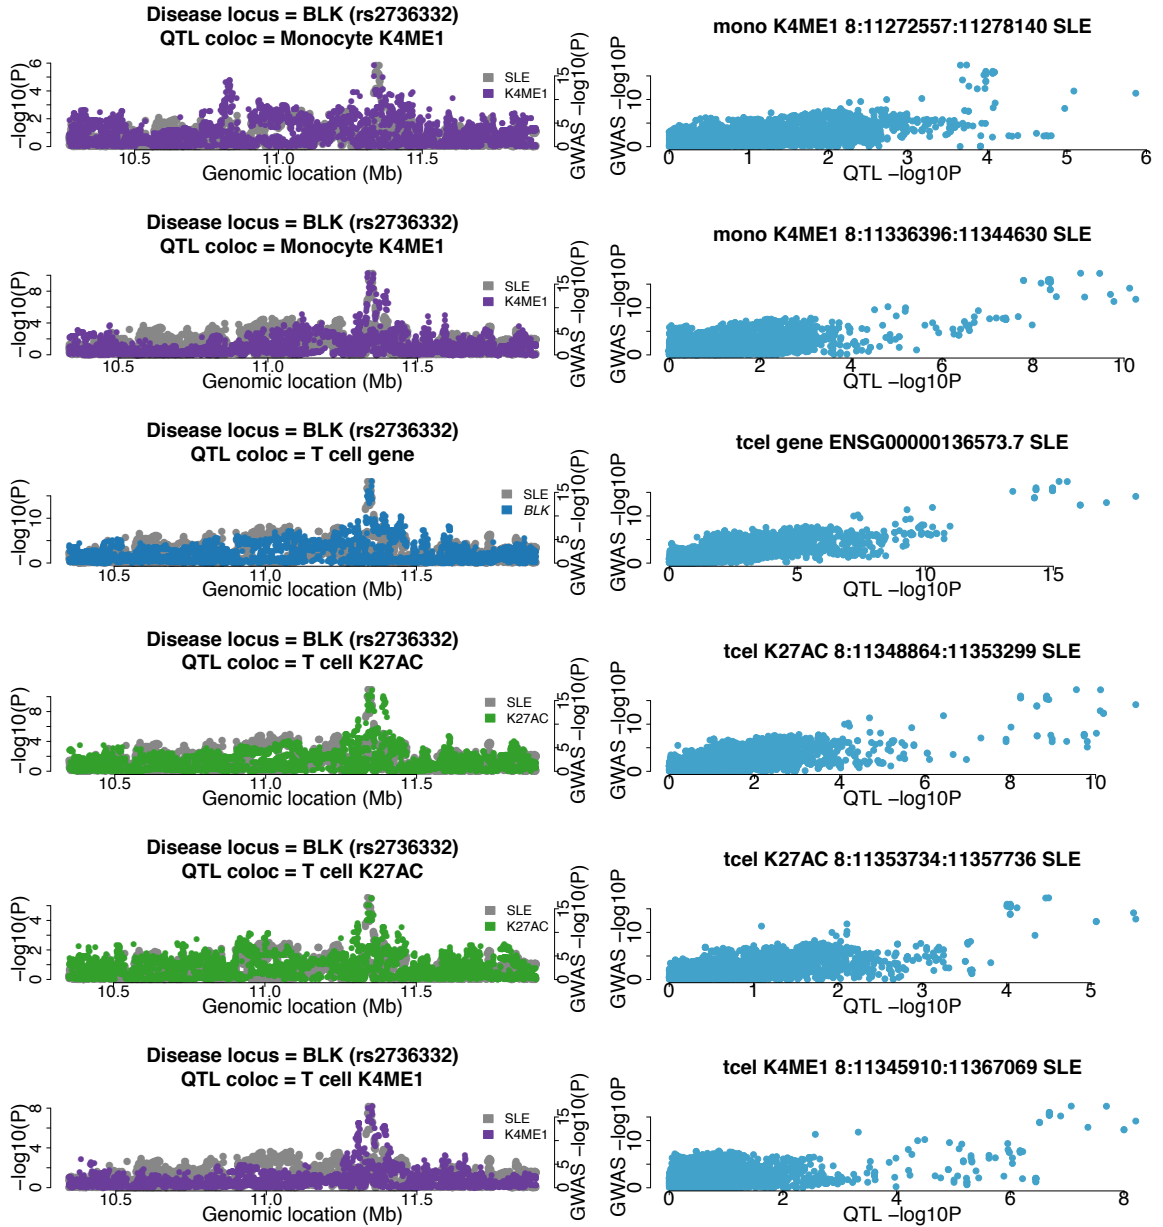 Disease locus = BLK (rs2736332)
QTL coloc = Monocyte K4ME1
−log10(P)
0 2 4 6
SLE
K4ME1
GWAS −log10(P)
0 5 15
10.5 11.0 11.5
Genomic location (Mb)
mono K4ME1 8:11272557:11278140 SLE
GWAS −log10P
0 10
0 1 2 3 4 5 6
QTL −log10P
Disease locus = BLK (rs2736332)
QTL coloc = Monocyte K4ME1
−log10(P)
0 4 8
SLE
K4ME1
GWAS −log10(P)
0 5 15
10.5 11.0 11.5
Genomic location (Mb)
mono K4ME1 8:11336396:11344630 SLE
GWAS −log10P
0 10
0 2 4 6 8 10
QTL −log10P
Disease locus = BLK (rs2736332)
QTL coloc = T cell gene
−log10(P)
0 10
SLE
BLK
GWAS −log10(P)
0 5 15
10.5 11.0 11.5
Genomic location (Mb)
tcel gene ENSG00000136573.7 SLE
GWAS −log10P
0 10
0 5 10 15
QTL −log10P
Disease locus = BLK (rs2736332)
QTL coloc = T cell K27AC
−log10(P)
0 4 8
SLE
K27AC
GWAS −log10(P)
0 5 15
10.5 11.0 11.5
Genomic location (Mb)
tcel K27AC 8:11348864:11353299 SLE
GWAS −log10P
0 10
0 2 4 6 8 10
QTL −log10P
Disease locus = BLK (rs2736332)
QTL coloc = T cell K27AC
−log10(P)
0 2 4
SLE
K27AC
GWAS −log10(P)
0 5 15
10.5 11.0 11.5
Genomic location (Mb)
tcel K27AC 8:11353734:11357736 SLE
GWAS −log10P
0 10
0 1 2 3 4 5
QTL −log10P
Disease locus = BLK (rs2736332)
QTL coloc = T cell K4ME1
−log10(P)
0 4 8
SLE
K4ME1
GWAS −log10(P)
0 5 15
10.5 11.0 11.5
Genomic location (Mb)
tcel K4ME1 8:11345910:11367069 SLE
GWAS −log10P
0 10
0 2 4 6 8
QTL −log10P